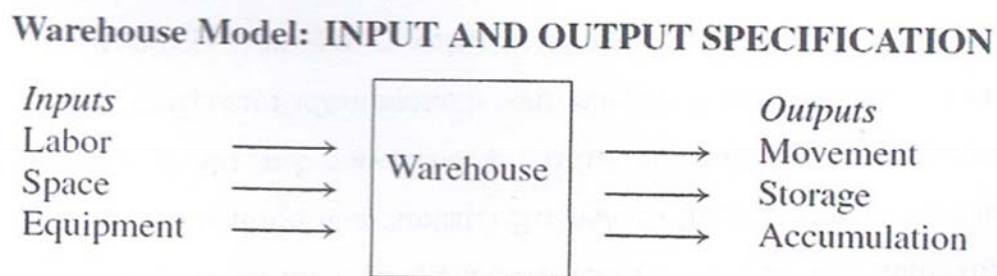 Warehouse Model: INPUT AND OUTPUT SPECIFICATION
Inputs
Labor
Space
Equipment
Warehouse
Outputs
Movement
Storage
Accumulation